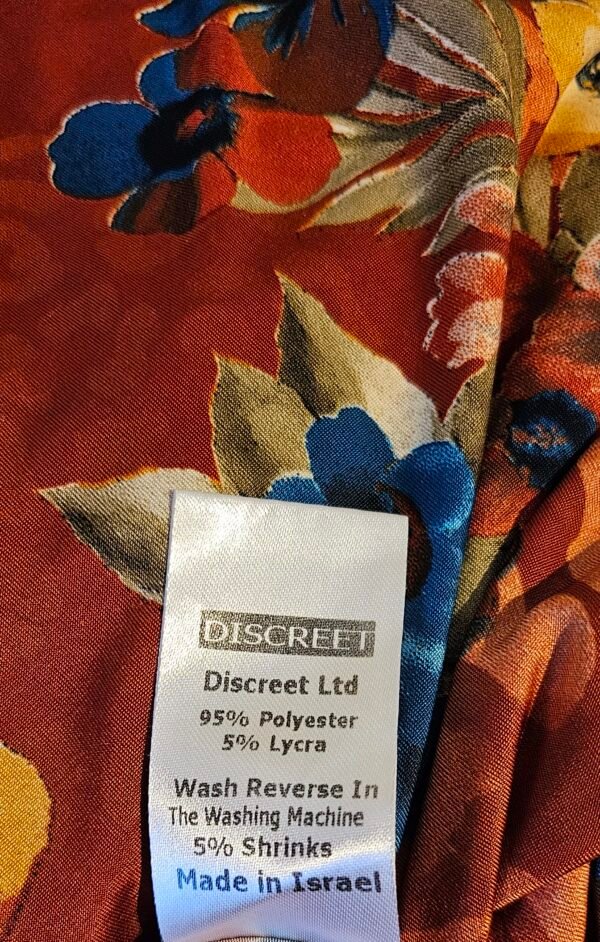 DISCREET
Discreet Ltd
95% Polyester
5% Lycra
Wash Reverse In
The Washing Machine
5% Shrinks
Made in Israel